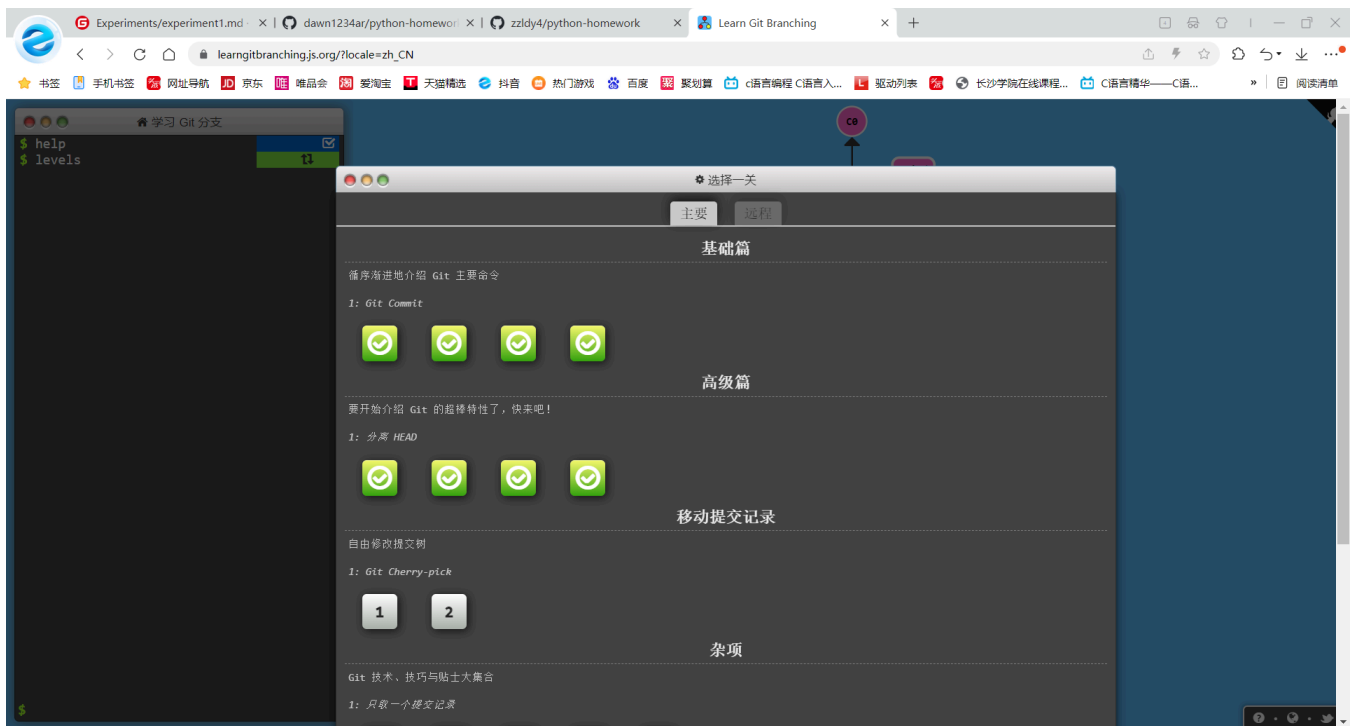 Experiments/experiment1.md · × dawn1234ar/python-homewor × zzldy4/python-homework × Learn Git Branching × +
learngitbranching.js.org/?locale=zh_CN
书签 手机书签 网址导航 JD 京东 唯 唯品会 淘 爱淘宝 T 天猫精选 抖音 热门游戏 百度 聚 聚划算 c语言编程 C语言入... 驱动列表 长沙学院在线课程... C语言精华——C语... » 阅读清单
学习 Git 分支
c0
$ help
$ levels
选择一关
主要 远程
基础篇
循序渐进地介绍 Git 主要命令
1: Git Commit
高级篇
要开始介绍 Git 的超棒特性了，快来吧！
1: 分离 HEAD
移动提交记录
自由修改提交树
1: Git Cherry-pick
1 2
杂项
Git 技术、技巧与贴士大集合
1: 只取一个提交记录
$